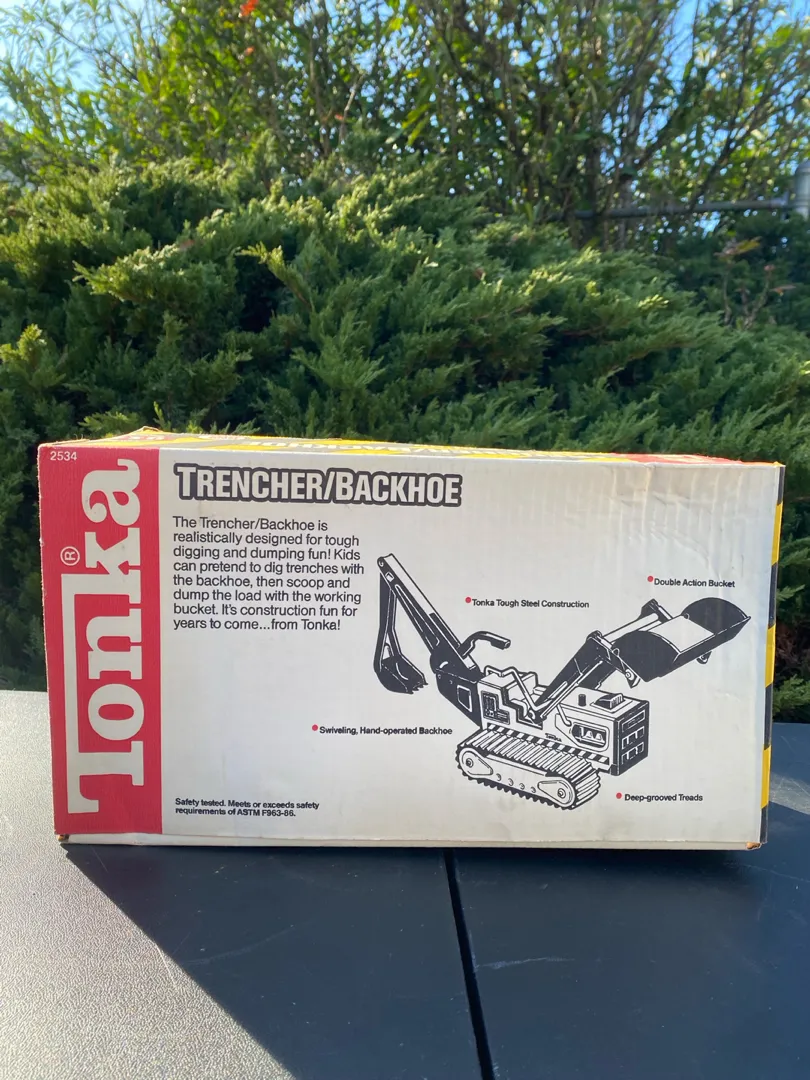 2534
Tonka®
TRENCHER/BACKHOE
The Trencher/Backhoe is
realistically designed for tough
digging and dumping fun! Kids
can pretend to dig trenches with
the backhoe, then scoop and
dump the load with the working
bucket. It's construction fun for
years to come...from Tonka!
Double Action Bucket
Tonka Tough Steel Construction
Swiveling, Hand-operated Backhoe
Deep-grooved Treads
Safety tested. Meets or exceeds safety
requirements of ASTM F963-86.